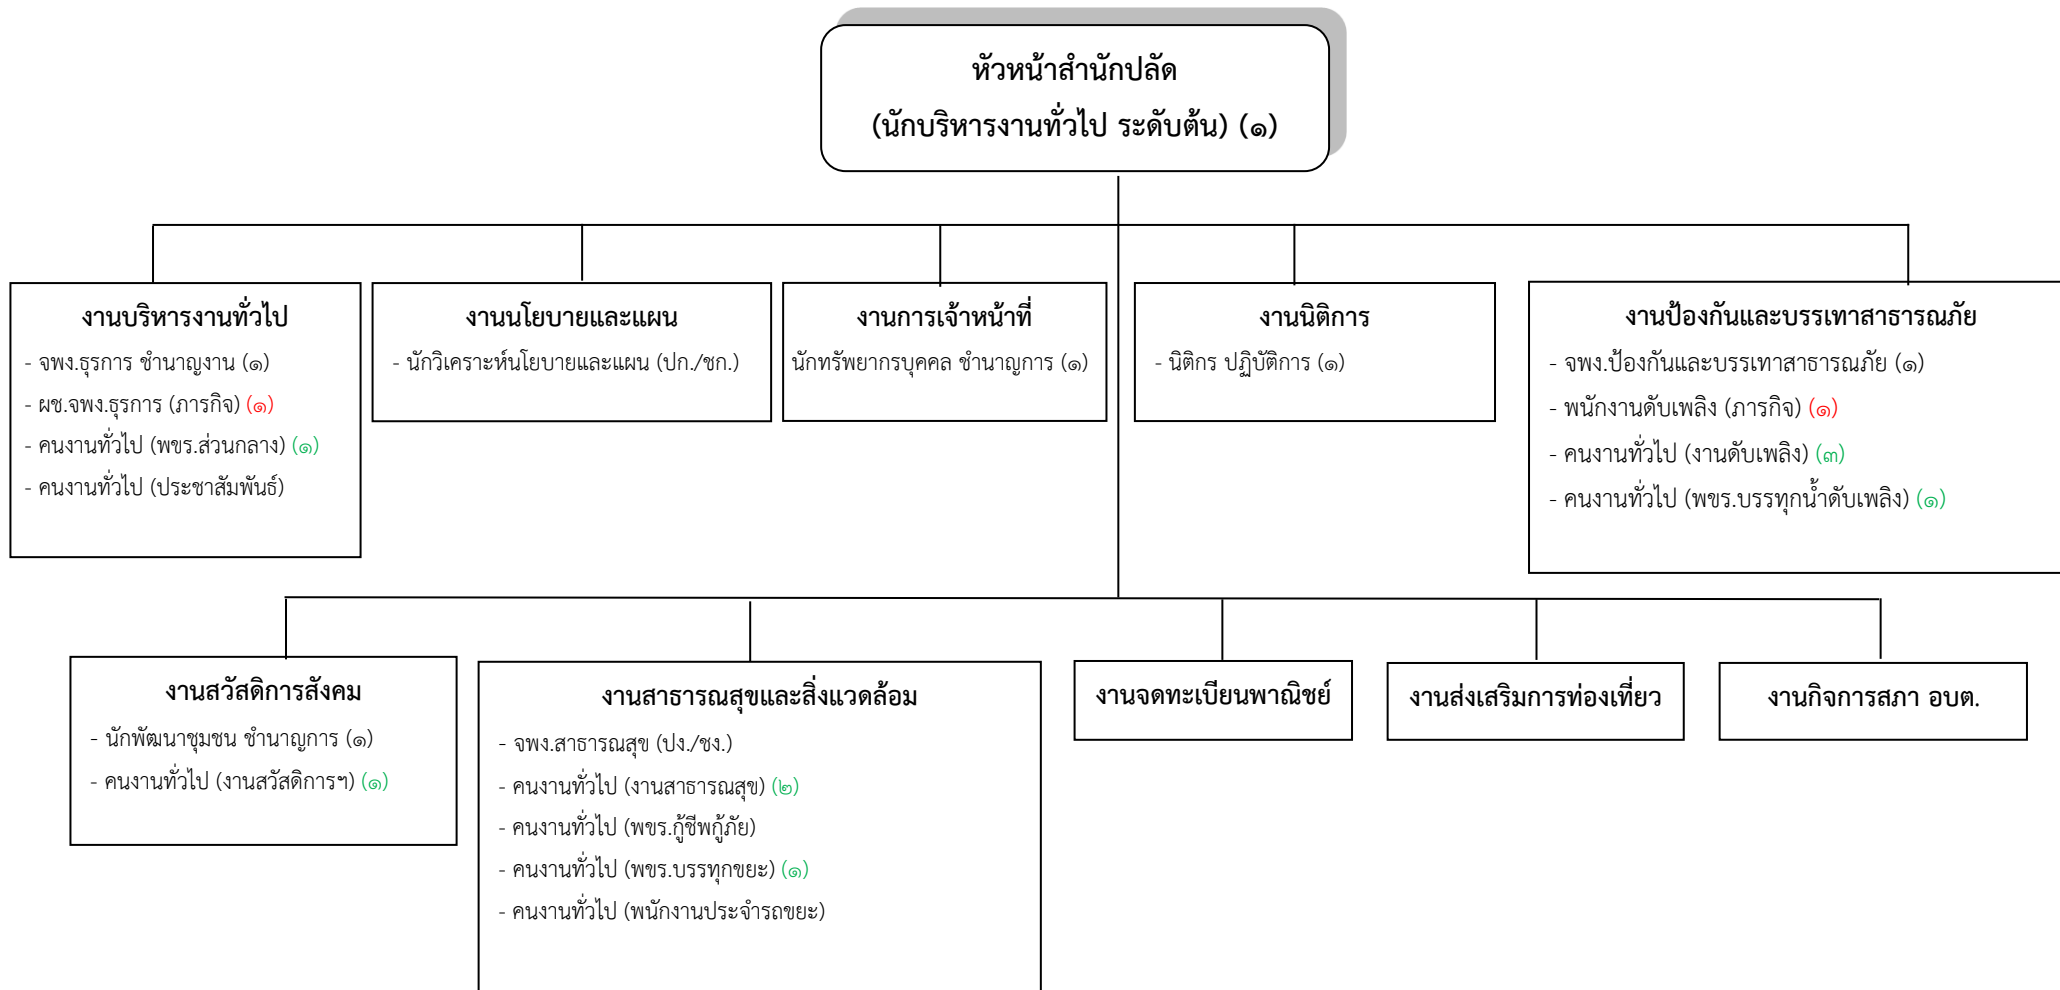 หัวหน้าสำนักปลัด
(นักบริหารงานทั่วไป ระดับต้น) (๑)
งานบริหารงานทั่วไป
- จพง.ธุรการ ชำนาญงาน (๑)
- ผช.จพง.ธุรการ (ภารกิจ) (๑)
- คนงานทั่วไป (พขร.ส่วนกลาง) (๑)
- คนงานทั่วไป (ประชาสัมพันธ์)
งานนโยบายและแผน
- นักวิเคราะห์นโยบายและแผน (ปก./ชก.)
งานการเจ้าหน้าที่
นักทรัพยากรบุคคล ชำนาญการ (๑)
งานนิติการ
- นิติกร ปฏิบัติการ (๑)
งานป้องกันและบรรเทาสาธารณภัย
- จพง.ป้องกันและบรรเทาสาธารณภัย (๑)
- พนักงานดับเพลิง (ภารกิจ) (๑)
- คนงานทั่วไป (งานดับเพลิง) (๓)
- คนงานทั่วไป (พขร.บรรทุกน้ำดับเพลิง) (๑)
งานสวัสดิการสังคม
- นักพัฒนาชุมชน ชำนาญการ (๑)
- คนงานทั่วไป (งานสวัสดิการฯ) (๑)
งานสาธารณสุขและสิ่งแวดล้อม
- จพง.สาธารณสุข (ปง./ชง.)
- คนงานทั่วไป (งานสาธารณสุข) (๒)
- คนงานทั่วไป (พขร.กู้ชีพกู้ภัย)
- คนงานทั่วไป (พขร.บรรทุกขยะ) (๑)
- คนงานทั่วไป (พนักงานประจำรถขยะ)
งานจดทะเบียนพาณิชย์
งานส่งเสริมการท่องเที่ยว
งานกิจการสภา อบต.